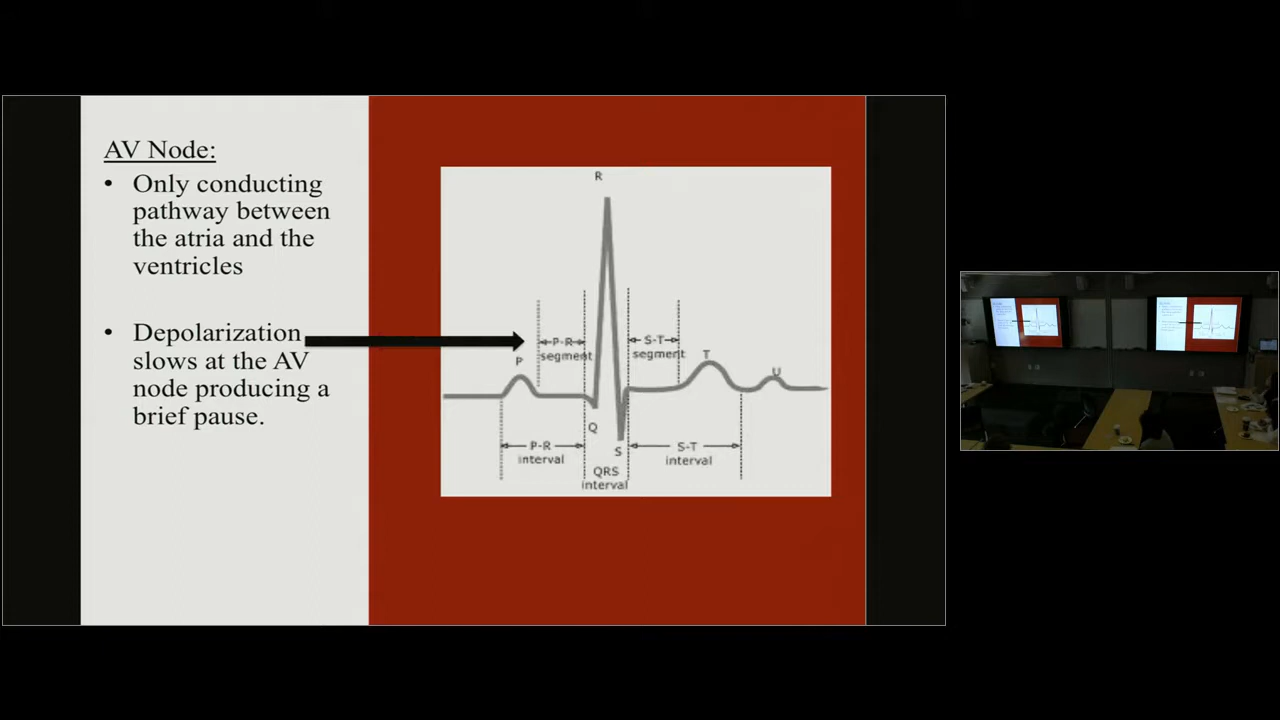 AV Node:
• Only conducting
pathway between
the atria and the
ventricles
• Depolarization
slows at the AV
node producing a
brief pause.
R
P-R
segment
S-T
segment
P
T
U
Q
S
P-R
interval
S-T
interval
QRS
interval